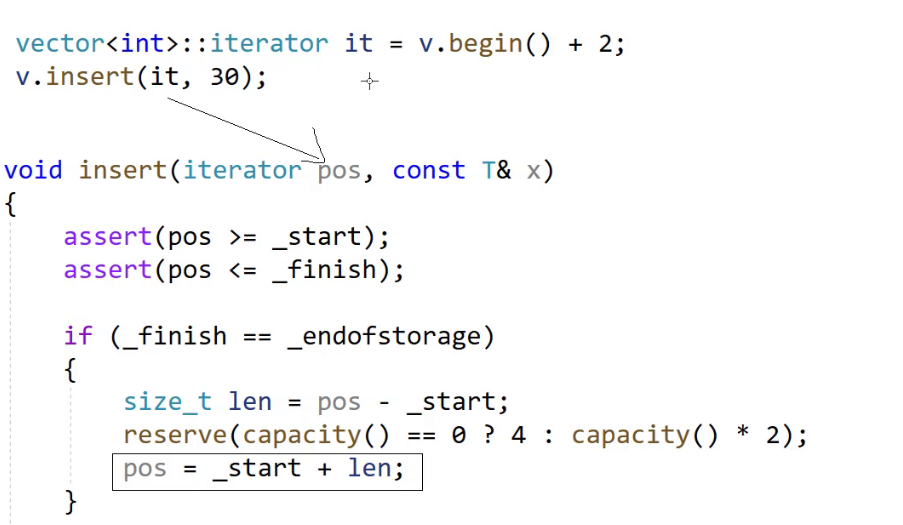 vector<int>::iterator it = v.begin() + 2;
v.insert(it, 30);
void insert(iterator pos, const T& x)
{
assert(pos >= _start);
assert(pos <= _finish);
if (_finish == _endofstorage)
{
size_t len = pos - _start;
reserve(capacity() == 0 ? 4 : capacity() * 2);
pos = _start + len;
}